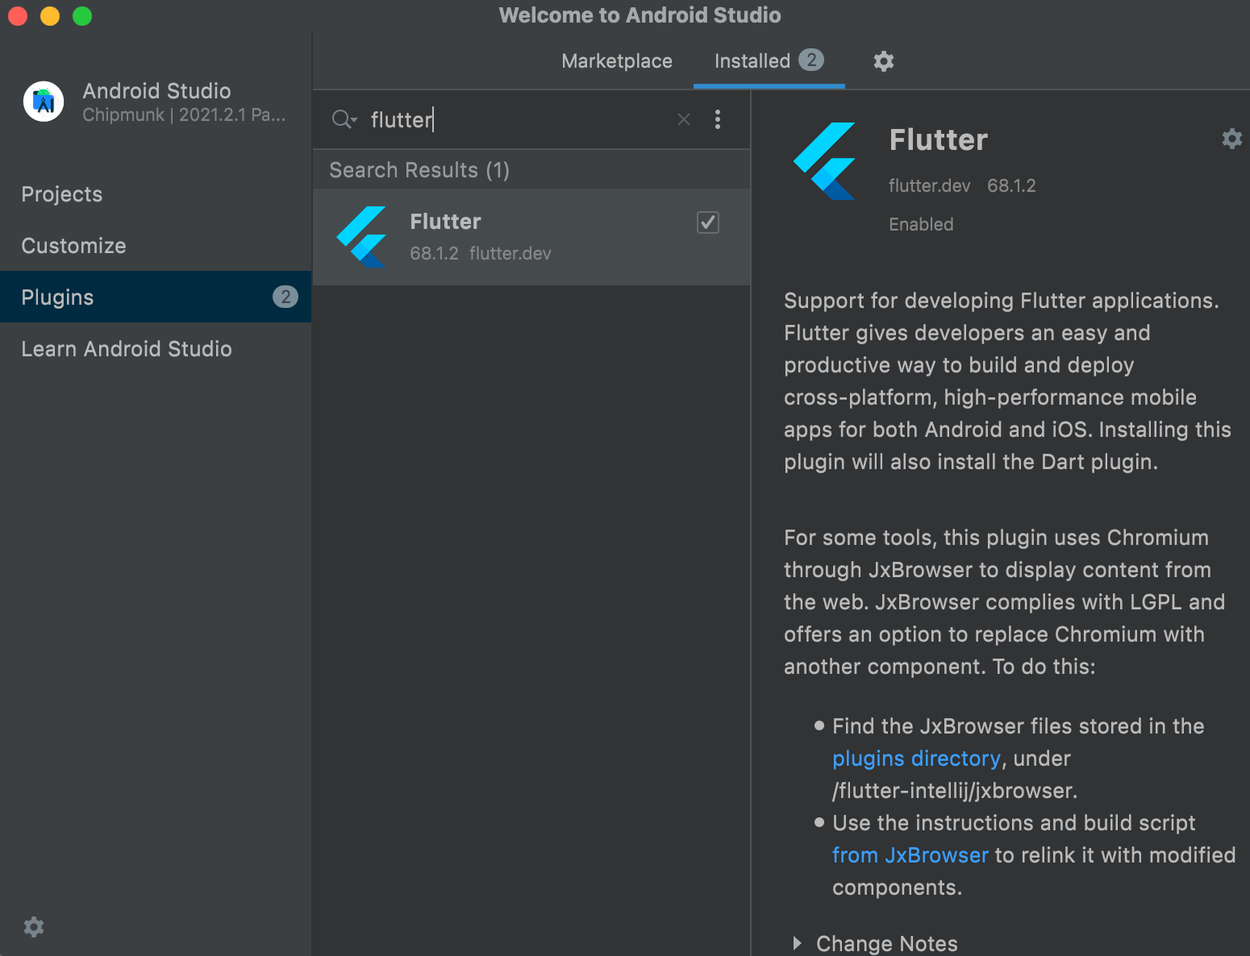 Welcome to Android Studio
Marketplace
Installed 2
Android Studio
Chipmunk | 2021.2.1 Pa...
Projects
Customize
Plugins 2
Learn Android Studio
flutter
Search Results (1)
Flutter
68.1.2 flutter.dev
Flutter
flutter.dev 68.1.2
Enabled
Support for developing Flutter applications.
Flutter gives developers an easy and
productive way to build and deploy
cross-platform, high-performance mobile
apps for both Android and iOS. Installing this
plugin will also install the Dart plugin.
For some tools, this plugin uses Chromium
through JxBrowser to display content from
the web. JxBrowser complies with LGPL and
offers an option to replace Chromium with
another component. To do this:
Find the JxBrowser files stored in the
plugins directory, under
/flutter-intellij/jxbrowser.
Use the instructions and build script
from JxBrowser to relink it with modified
components.
Change Notes